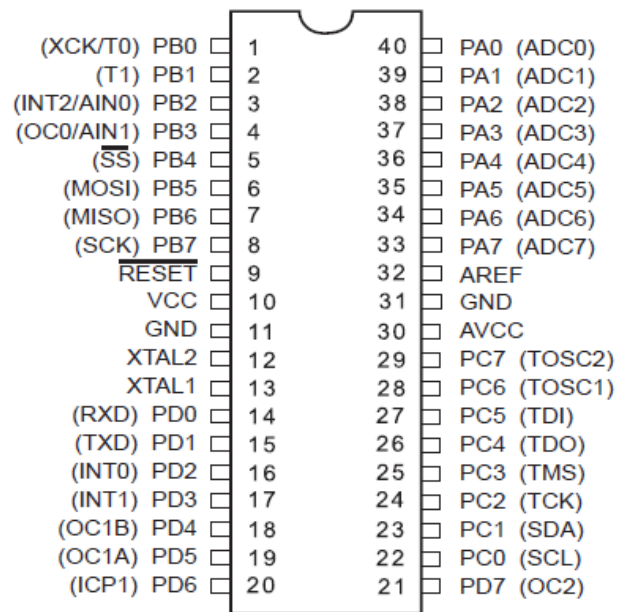 (XCK/T0) PB0 1 40 PA0 (ADC0)
(T1) PB1 2 39 PA1 (ADC1)
(INT2/AIN0) PB2 3 38 PA2 (ADC2)
(OC0/AIN1) PB3 4 37 PA3 (ADC3)
(SS) PB4 5 36 PA4 (ADC4)
(MOSI) PB5 6 35 PA5 (ADC5)
(MISO) PB6 7 34 PA6 (ADC6)
(SCK) PB7 8 33 PA7 (ADC7)
RESET 9 32 AREF
VCC 10 31 GND
GND 11 30 AVCC
XTAL2 12 29 PC7 (TOSC2)
XTAL1 13 28 PC6 (TOSC1)
(RXD) PD0 14 27 PC5 (TDI)
(TXD) PD1 15 26 PC4 (TDO)
(INT0) PD2 16 25 PC3 (TMS)
(INT1) PD3 17 24 PC2 (TCK)
(OC1B) PD4 18 23 PC1 (SDA)
(OC1A) PD5 19 22 PC0 (SCL)
(ICP1) PD6 20 21 PD7 (OC2)